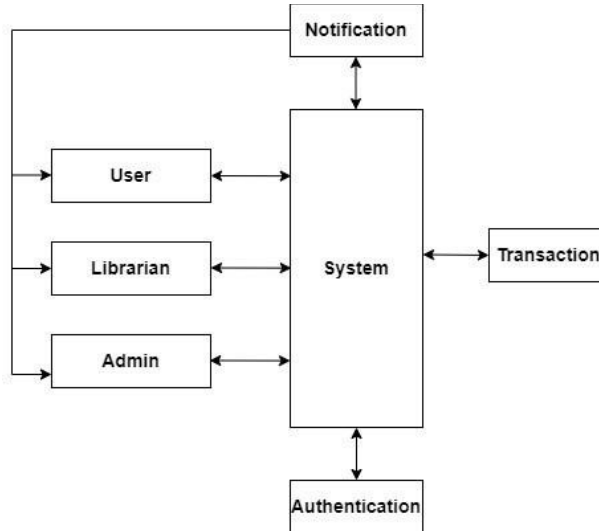 Notification
User
Librarian
System
Transaction
Admin
Authentication